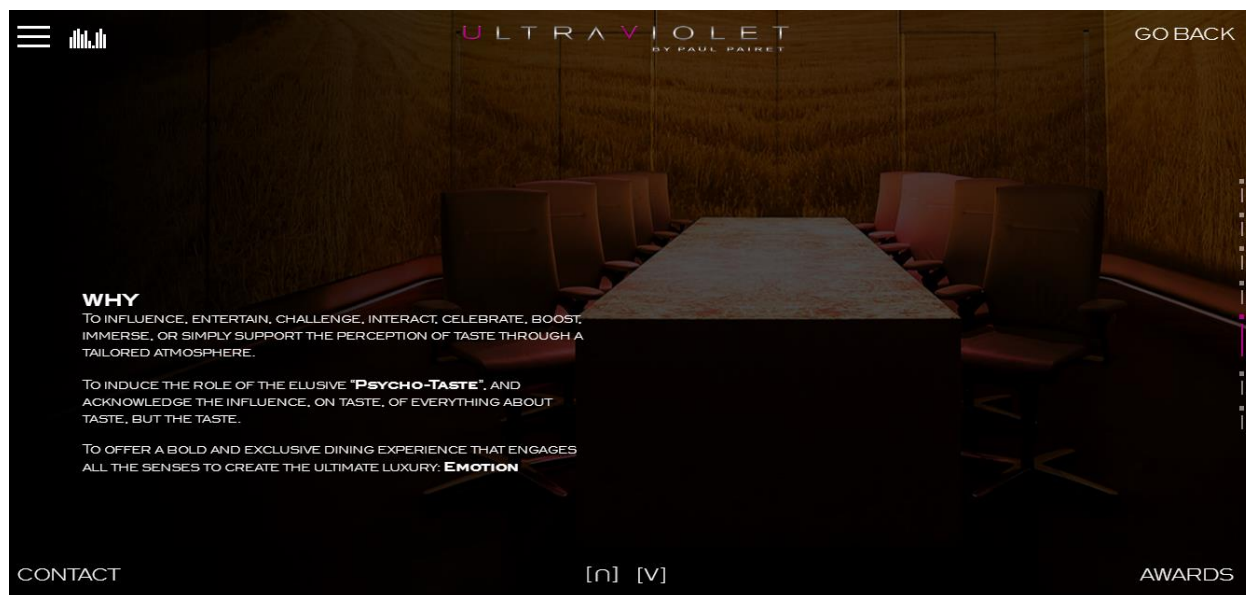 ULTRAVIOLET
BY PAUL PAIRET
GO BACK
WHY
To influence, entertain, challenge, interact, celebrate, boost,
immerse, or simply support the perception of taste through a
tailored atmosphere.
To induce the role of the elusive "Psycho-Taste", and
acknowledge the influence, on taste, of everything about
taste, but the taste.
To offer a bold and exclusive dining experience that engages
all the senses to create the ultimate luxury: Emotion
CONTACT
[∩] [V]
AWARDS